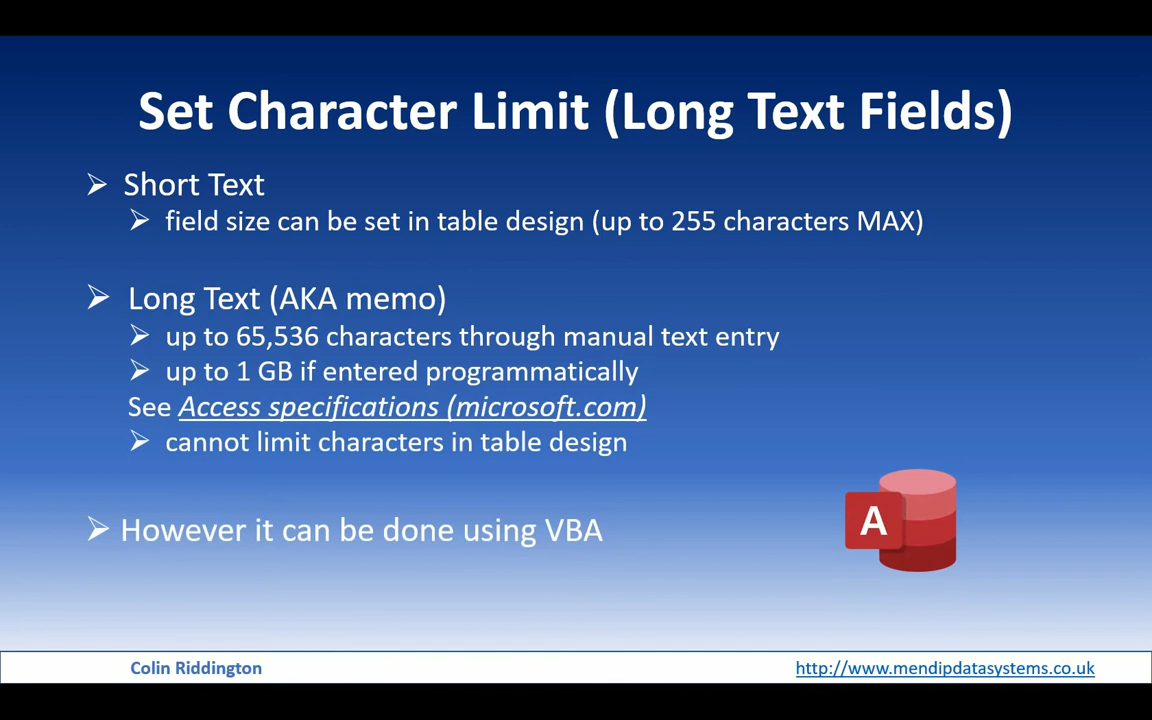 Set Character Limit (Long Text Fields)
Short Text
field size can be set in table design (up to 255 characters MAX)
Long Text (AKA memo)
up to 65,536 characters through manual text entry
up to 1 GB if entered programmatically
See Access specifications (microsoft.com)
cannot limit characters in table design
However it can be done using VBA
A
Colin Riddington
http://www.mendipdatasystems.co.uk